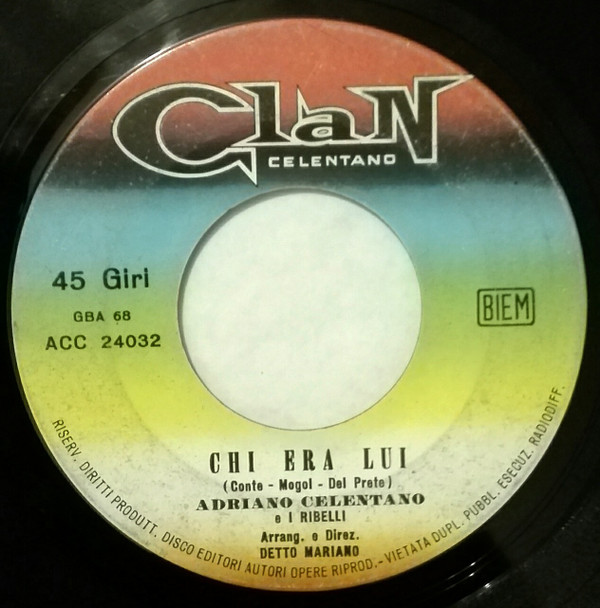 Clan
CELENTANO
45 Giri
GBA 68
ACC 24032
BIEM
CHI ERA LUI
(Conte - Mogol - Del Prete)
ADRIANO CELENTANO
e I RIBELLI
Arrang. e Direz.
DETTO MARIANO
RISERV. DIRITTI PRODUTT. DISCO EDITORI AUTORI OPERE RIPROD.-VIETATA DUPL. PUBBL. ESECUZ. RADIODIFF.